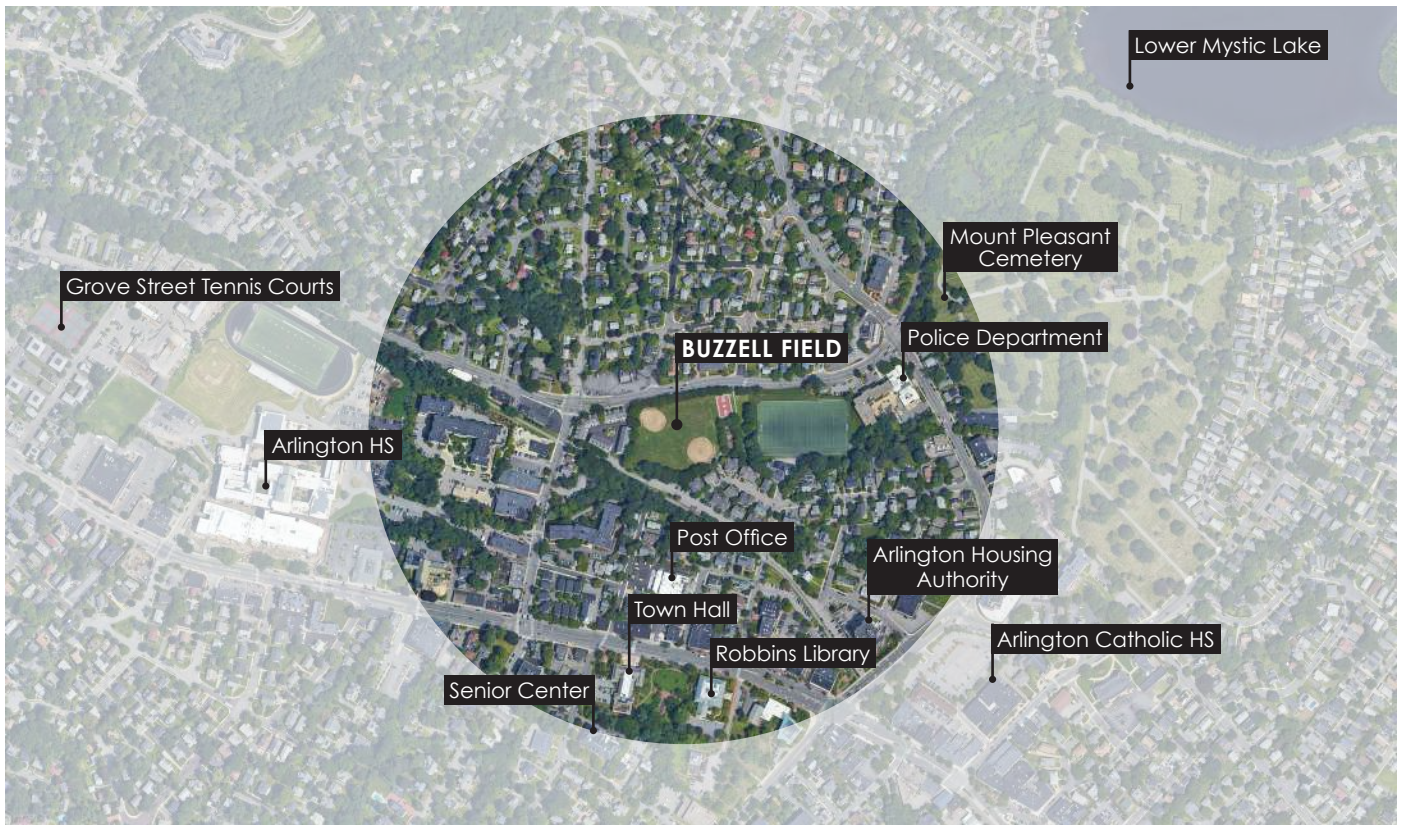 Lower Mystic Lake
Mount Pleasant
Cemetery
Grove Street Tennis Courts
Police Department
BUZZELL FIELD
Arlington HS
Post Office
Arlington Housing
Authority
Town Hall
Arlington Catholic HS
Robbins Library
Senior Center